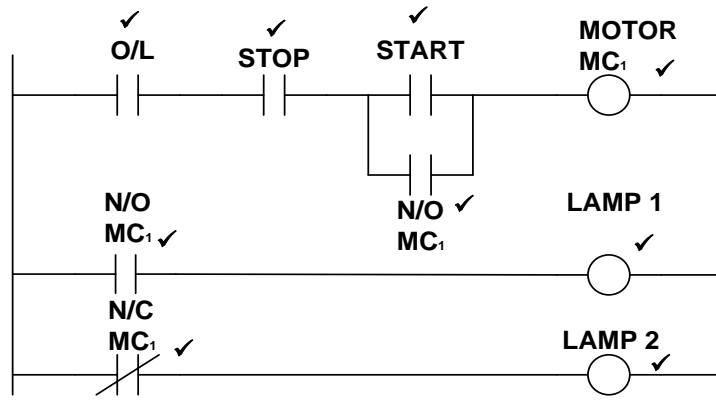 O/L
STOP
START
MOTOR
MC₁
N/O
MC₁
N/O
MC₁
LAMP 1
N/C
MC₁
LAMP 2